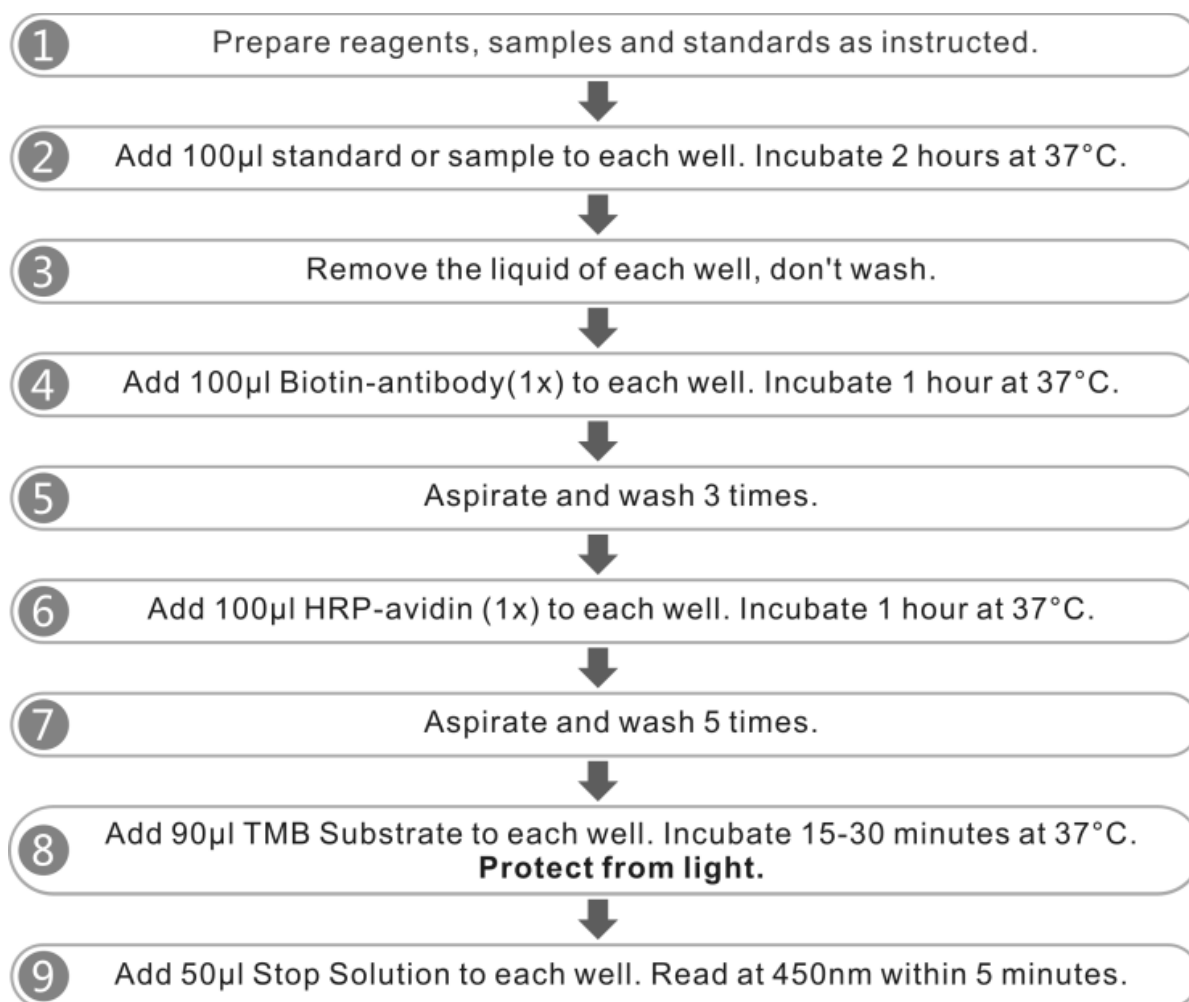 1 Prepare reagents, samples and standards as instructed.
2 Add 100µl standard or sample to each well. Incubate 2 hours at 37°C.
3 Remove the liquid of each well, don't wash.
4 Add 100µl Biotin-antibody(1x) to each well. Incubate 1 hour at 37°C.
5 Aspirate and wash 3 times.
6 Add 100µl HRP-avidin (1x) to each well. Incubate 1 hour at 37°C.
7 Aspirate and wash 5 times.
8 Add 90µl TMB Substrate to each well. Incubate 15-30 minutes at 37°C.
Protect from light.
9 Add 50µl Stop Solution to each well. Read at 450nm within 5 minutes.